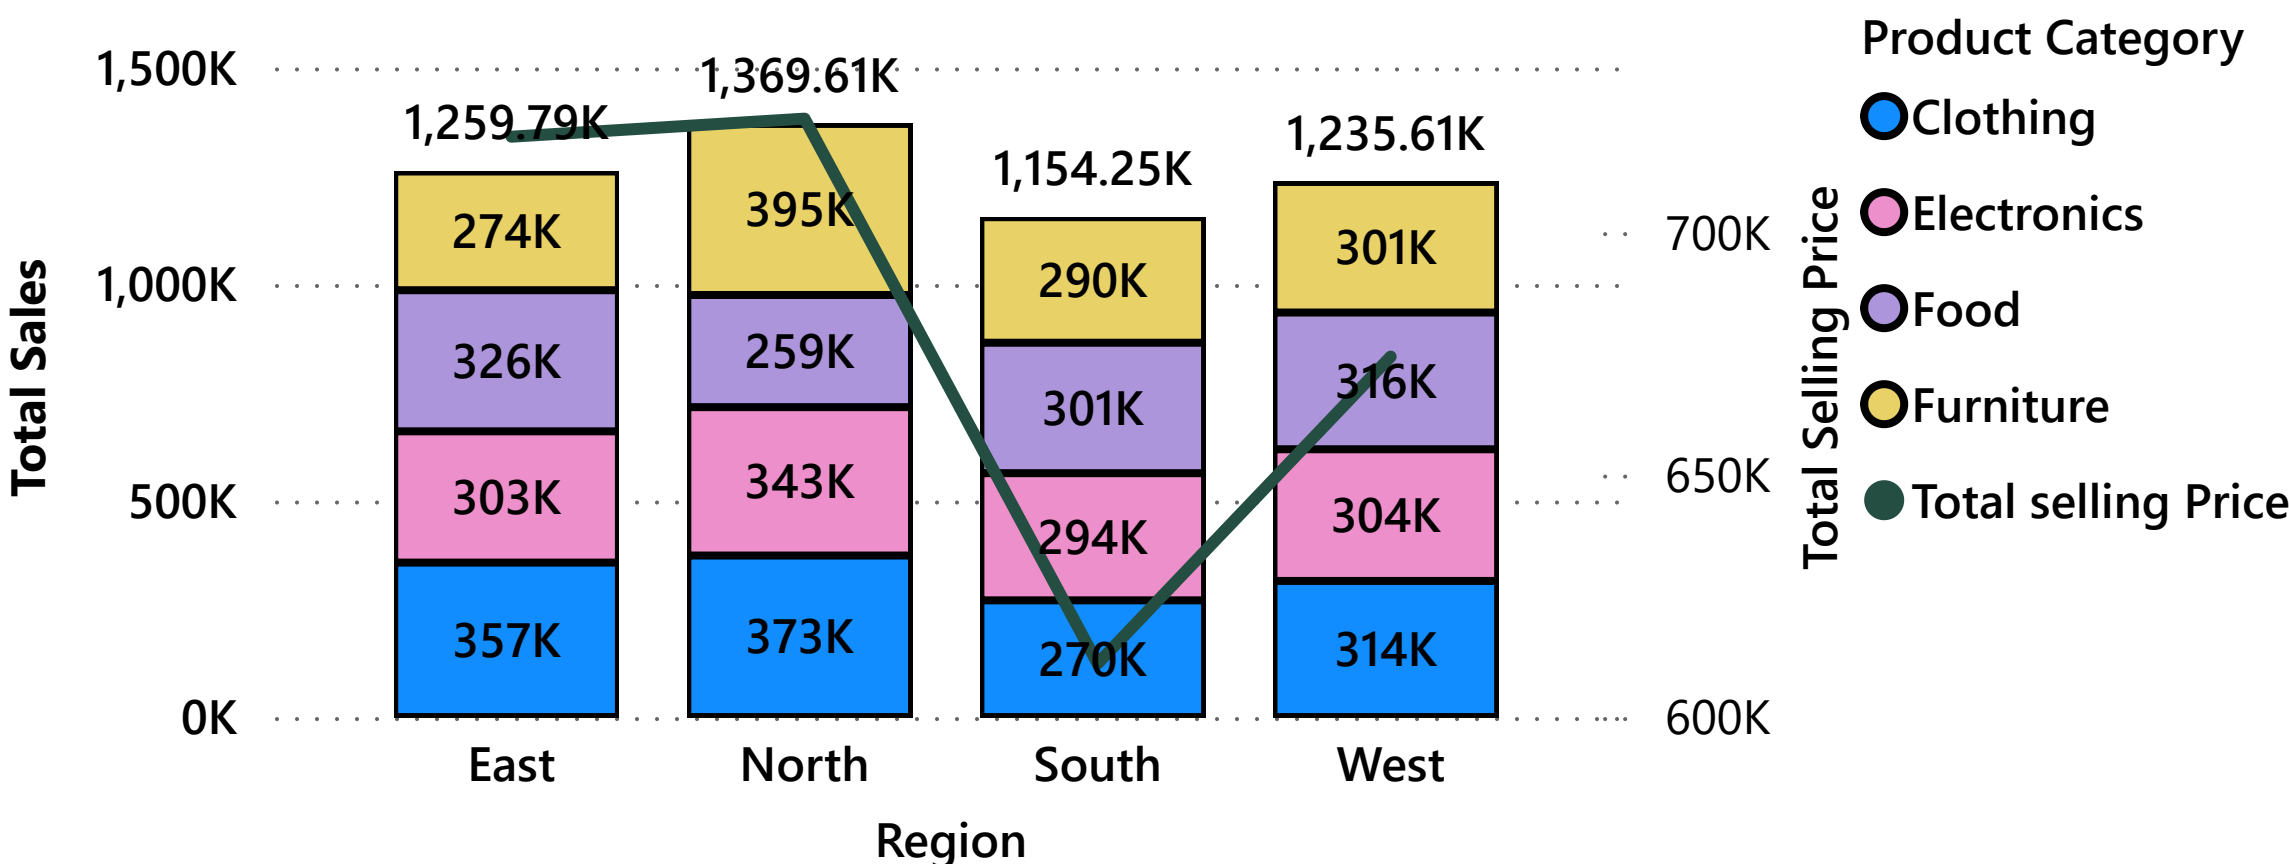 Product Category
Clothing
Electronics
Food
Furniture
Total selling Price
Total Sales
1,500K
1,000K
500K
0K
1,259.79K
1,369.61K
1,154.25K
1,235.61K
274K
326K
303K
357K
395K
259K
343K
373K
290K
301K
294K
270K
301K
316K
304K
314K
700K
650K
600K
Total Selling Price
East
North
South
West
Region